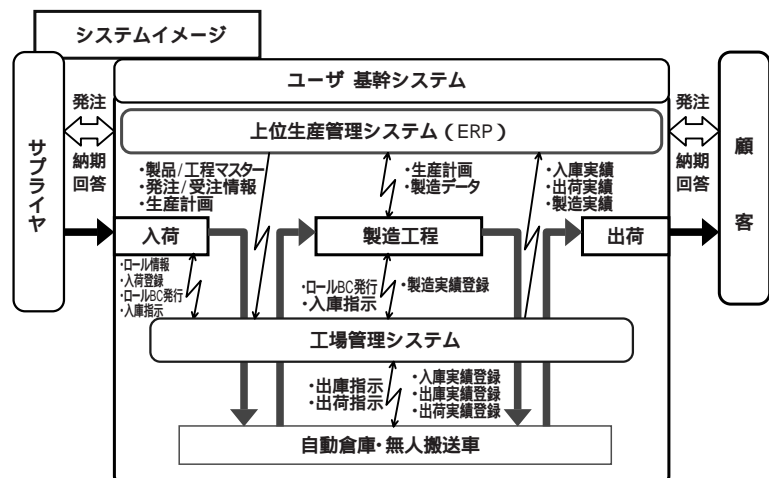 システムイメージ
ユーザ 基幹システム
上位生産管理システム（ERP）
サプライヤ
発注
納期
回答
発注
納期
回答
顧客
・製品/工程マスター
・発注/受注情報
・生産計画
・生産計画
・製造データ
・入庫実績
・出荷実績
・製造実績
入荷
製造工程
出荷
・ロール情報
・入荷登録
・ロールBC発行
・入庫指示
・ロールBC発行
・入庫指示
・製造実績登録
工場管理システム
・出庫指示
・出荷指示
・入庫実績登録
・出庫実績登録
・出荷実績登録
自動倉庫・無人搬送車